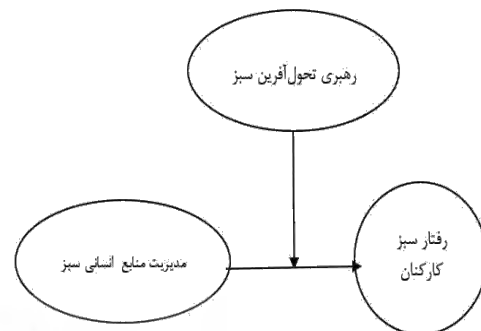 رهبری تحول‌آفرین سبز
رفتار سبز
کارکنان
مدیریت منابع انسانی سبز